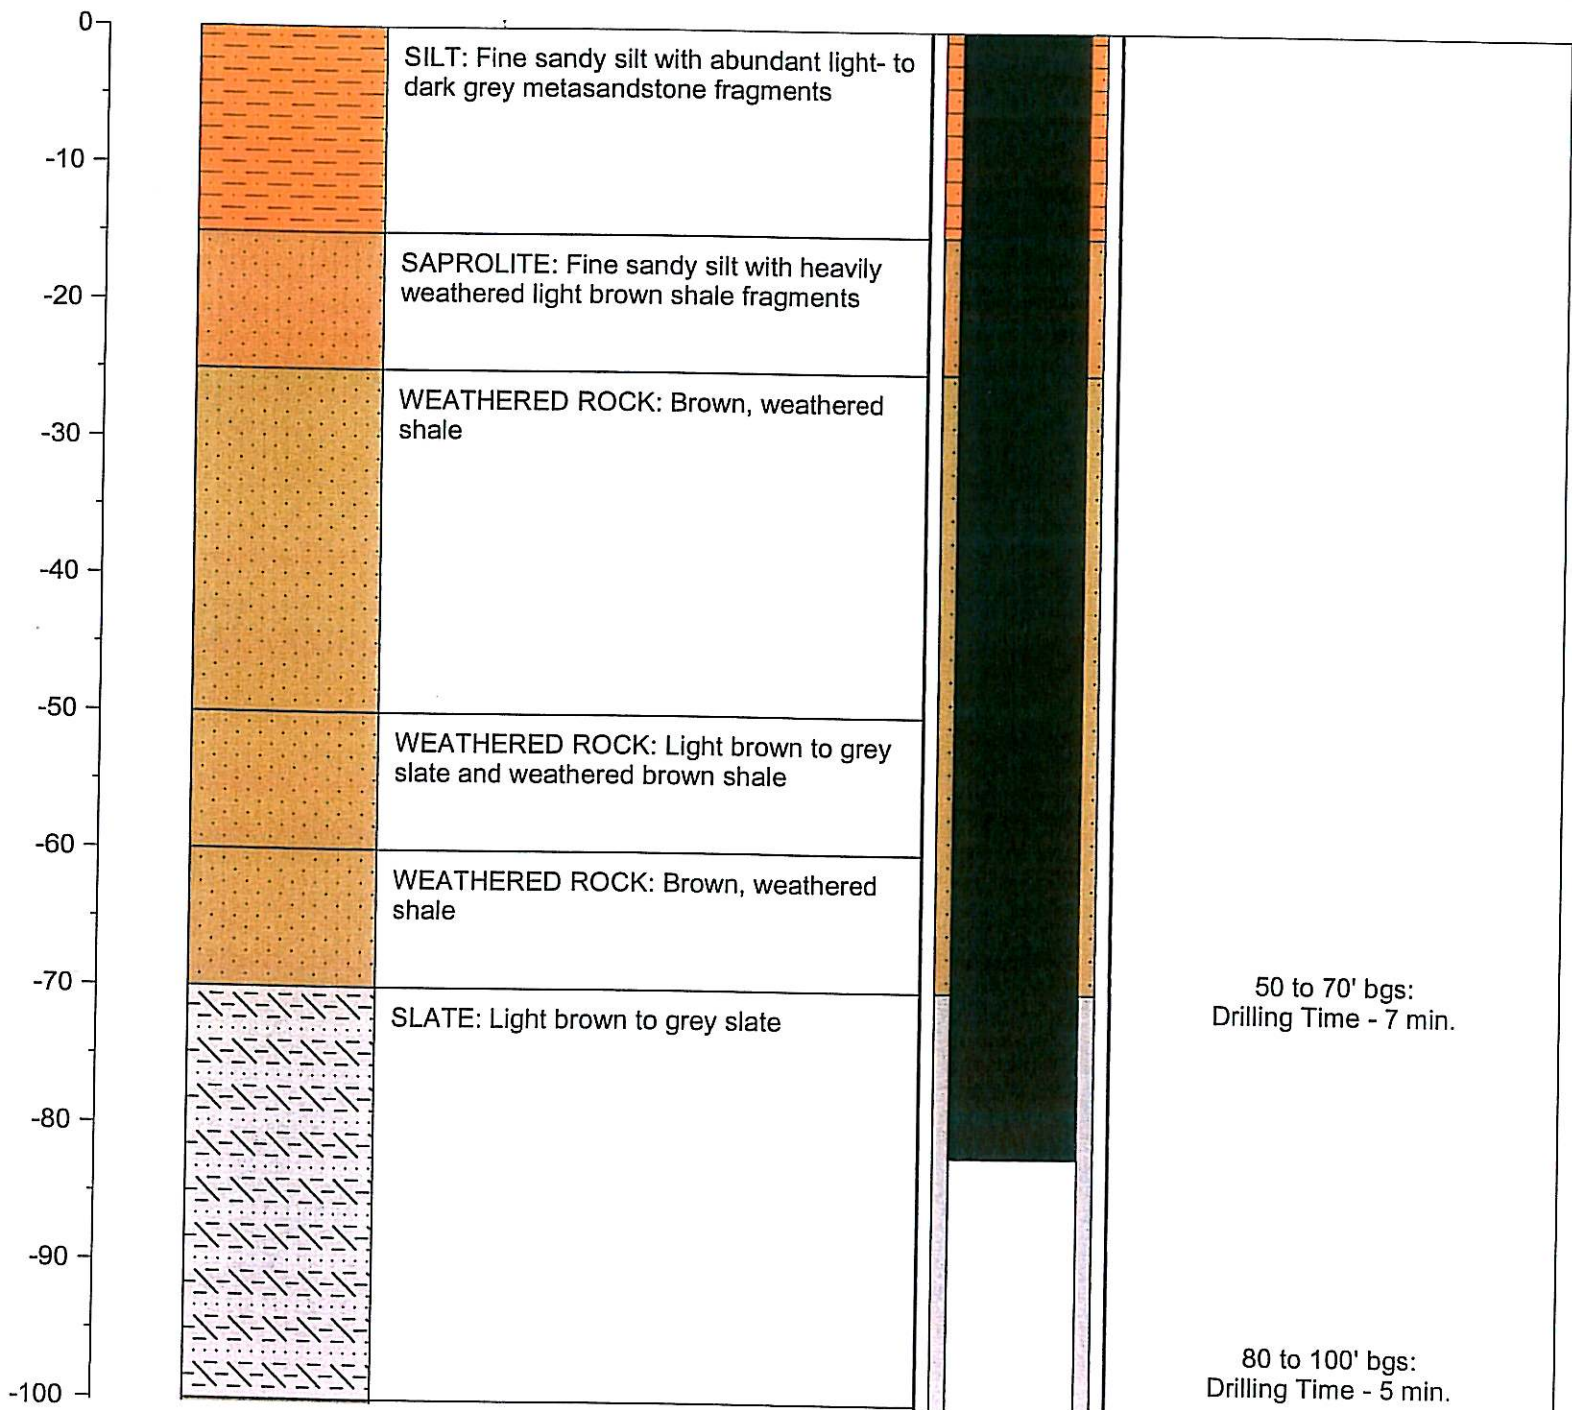 0
SILT: Fine sandy silt with abundant light- to
dark grey metasandstone fragments
-10
SAPROLITE: Fine sandy silt with heavily
weathered light brown shale fragments
-20
WEATHERED ROCK: Brown, weathered
shale
-30
-40
-50
WEATHERED ROCK: Light brown to grey
slate and weathered brown shale
-60
WEATHERED ROCK: Brown, weathered
shale
-70
50 to 70' bgs:
Drilling Time - 7 min.
SLATE: Light brown to grey slate
-80
-90
80 to 100' bgs:
Drilling Time - 5 min.
-100